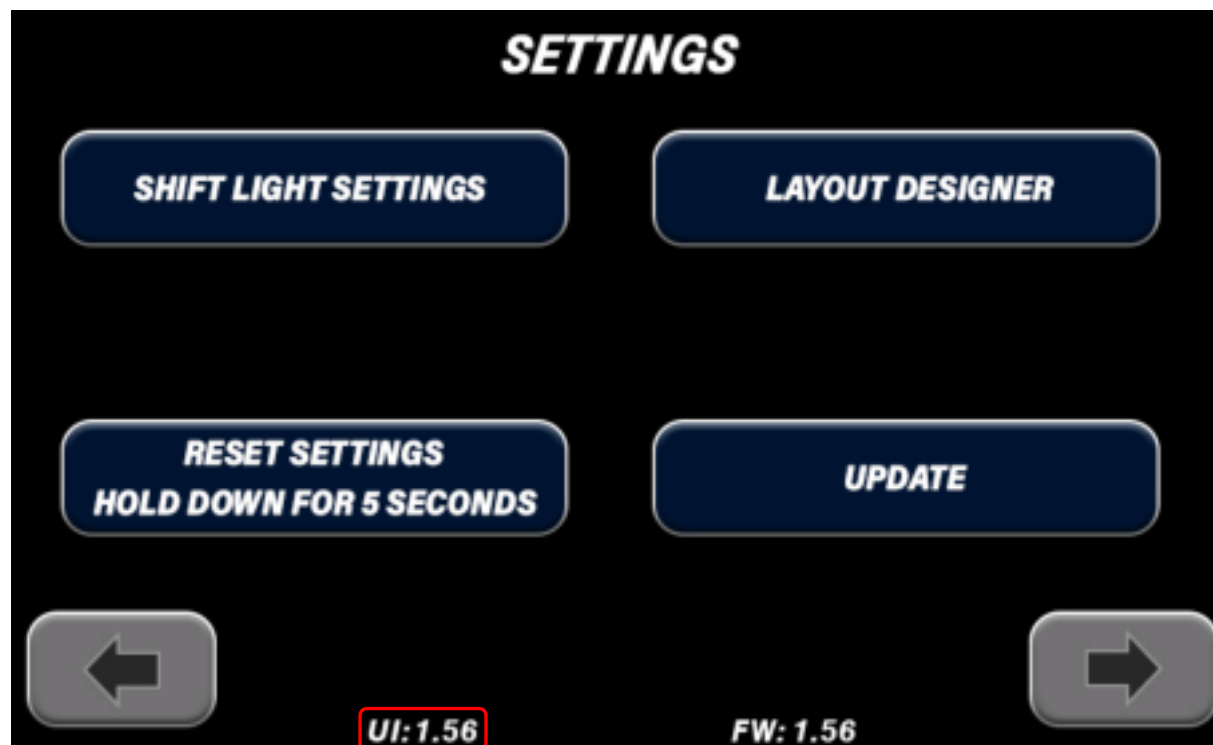 SETTINGS
SHIFT LIGHT SETTINGS
LAYOUT DESIGNER
RESET SETTINGS
HOLD DOWN FOR 5 SECONDS
UPDATE
UI: 1.56
FW: 1.56